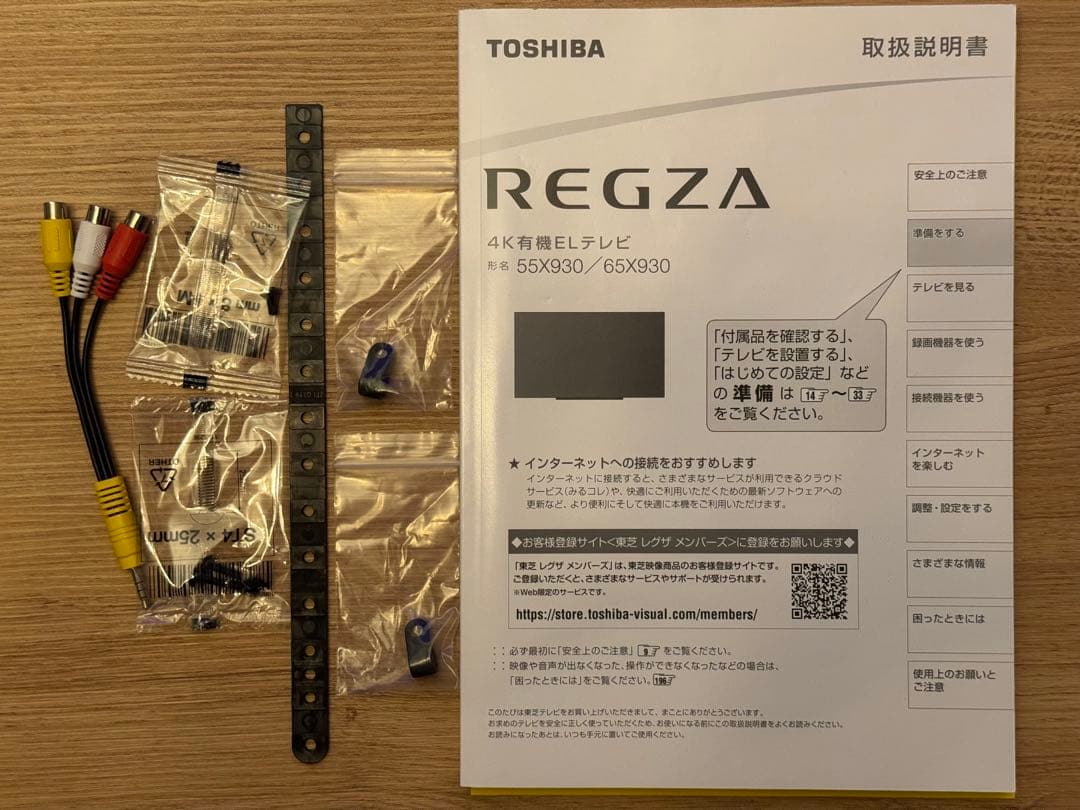 TOSHIBA
取扱説明書
REGZA
4K有機ELテレビ
形名 55X930／65X930
安全上のご注意
準備をする
テレビを見る
録画機器を使う
接続機器を使う
インターネット
を楽しむ
調整・設定をする
さまざまな情報
困ったときには
使用上のお願いと
ご注意
「付属品を確認する」、
「テレビを設置する」、
「はじめての設定」など
の 準備 は 14 ～ 33
をご覧ください。
★ インターネットへの接続をおすすめします
インターネットに接続すると、さまざまなサービスが利用できるクラウド
サービス(みるコレ)や、快適にご利用いただくための最新ソフトウェアへの
更新など、より便利にそして快適に本機をご利用いただけます。
◆お客様登録サイト<東芝 レグザ メンバーズ>に登録をお願いします◆
「東芝 レグザ メンバーズ」は、東芝映像商品のお客様登録サイトです。
ご登録いただくと、さまざまなサービスやサポートが受けられます。
※Web限定のサービスです。
https://store.toshiba-visual.com/members/
：：必ず最初に「安全上のご注意」 9 をご覧ください。
：：映像や音声が出なくなった、操作ができなくなったなどの場合は、
「困ったときには」をご覧ください。196
このたびは東芝テレビをお買い上げいただきまして、まことにありがとうございます。
お求めのテレビを安全に正しく使っていただくため、お使いになる前にこの取扱説明書をよくお読みください。
お読みになったあとは、いつも手元に置いてご使用ください。
OTHER
ST4 × 25mm